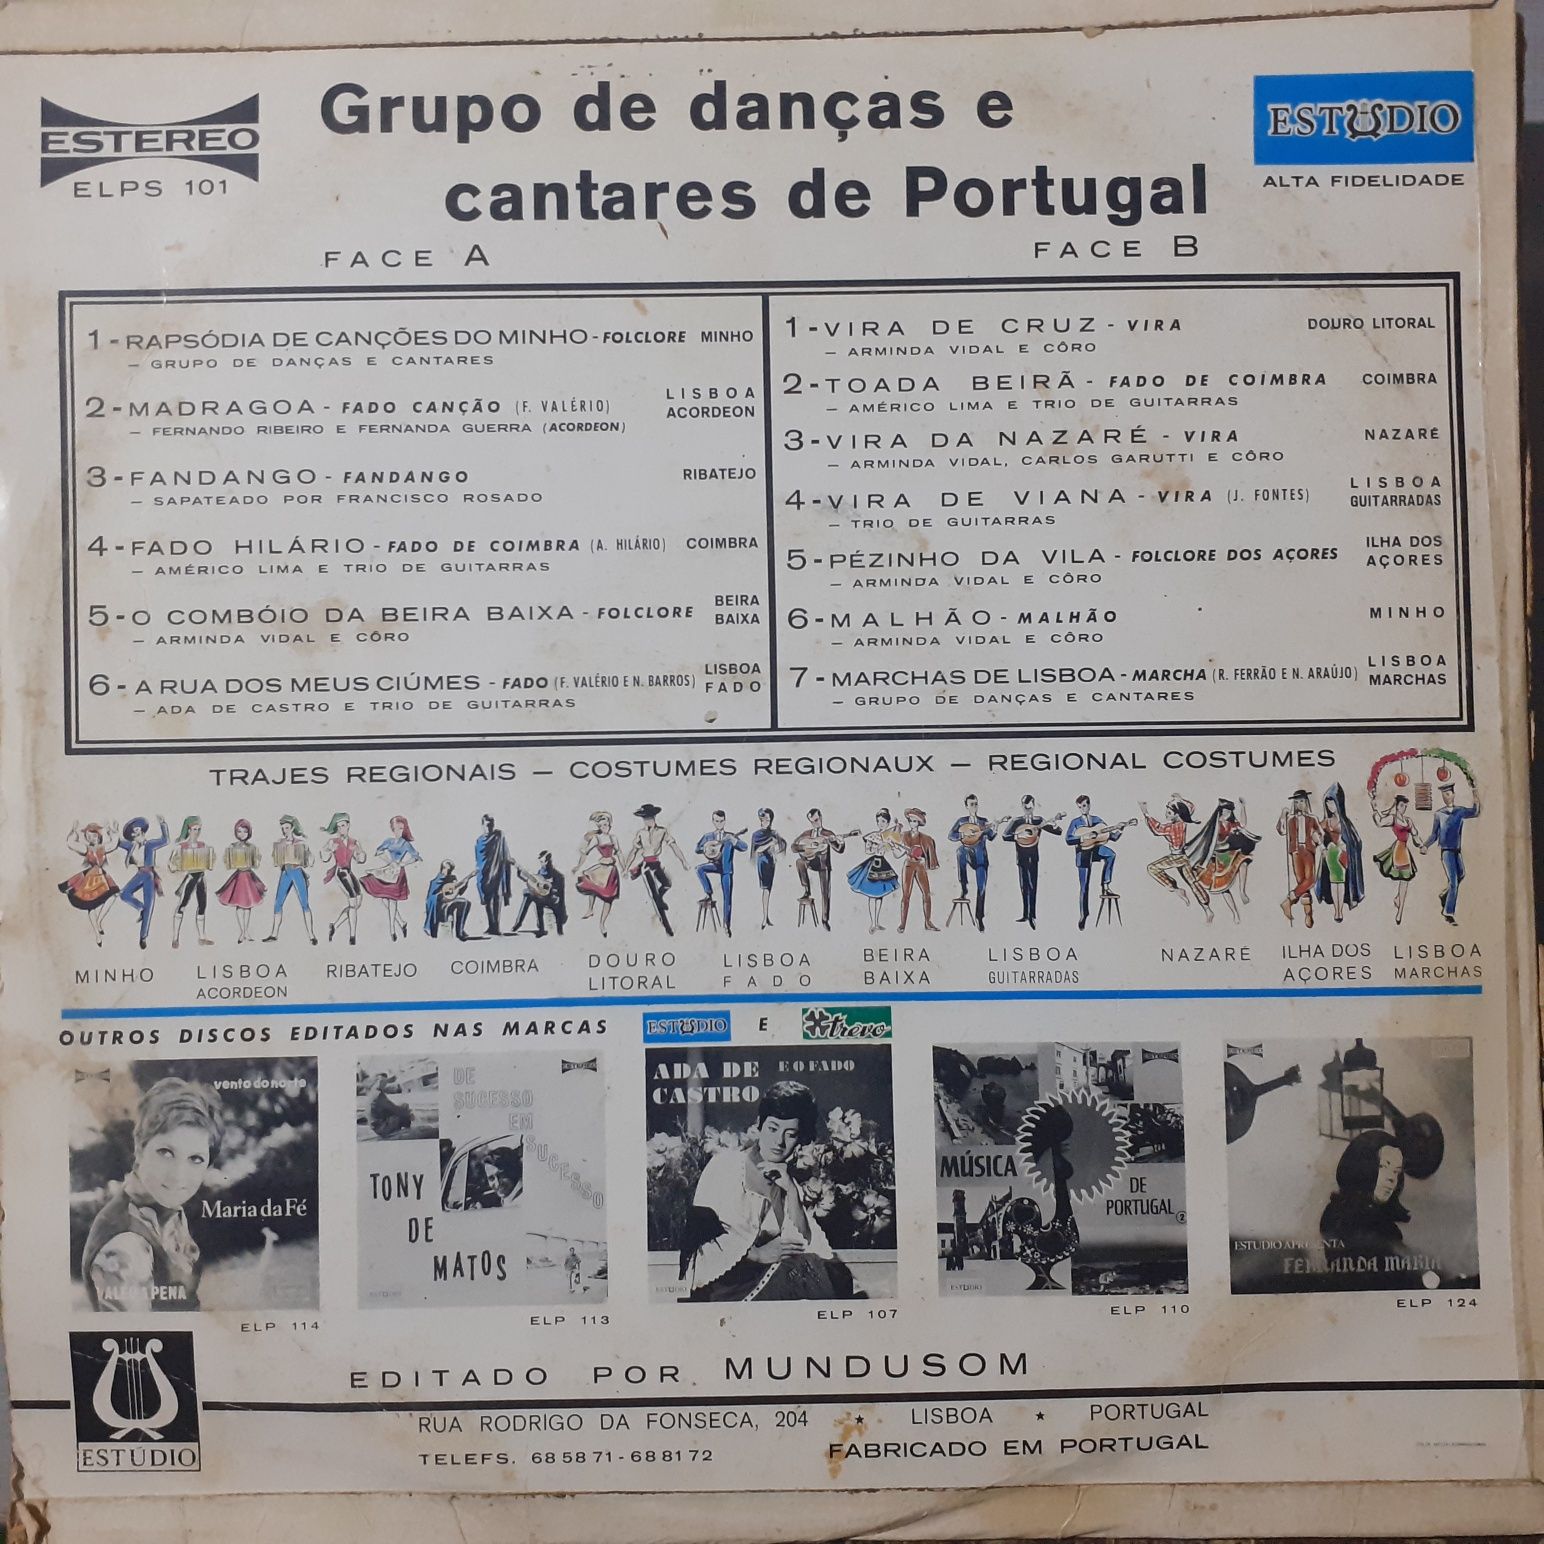 ESTEREO
ELPS 101
Grupo de danças e
cantares de Portugal
ESTÚDIO
ALTA FIDELIDADE
FACE A
1 - RAPSÓDIA DE CANÇÕES DO MINHO - FOLCLORE MINHO
— GRUPO DE DANÇAS E CANTARES
2 - MADRAGOA - FADO CANÇÃO (F. VALÉRIO) LISBOA ACORDEON
— FERNANDO RIBEIRO E FERNANDA GUERRA (ACORDEON)
3 - FANDANGO - FANDANGO RIBATEJO
— SAPATEADO POR FRANCISCO ROSADO
4 - FADO HILÁRIO - FADO DE COIMBRA (A. HILÁRIO) COIMBRA
— AMÉRICO LIMA E TRIO DE GUITARRAS
5 - O COMBÓIO DA BEIRA BAIXA - FOLCLORE BEIRA BAIXA
— ARMINDA VIDAL E CÔRO
6 - A RUA DOS MEUS CIÚMES - FADO (F. VALÉRIO E N. BARROS) LISBOA FADO
— ADA DE CASTRO E TRIO DE GUITARRAS
FACE B
1 - VIRA DE CRUZ - VIRA DOURO LITORAL
— ARMINDA VIDAL E CÔRO
2 - TOADA BEIRÃ - FADO DE COIMBRA COIMBRA
— AMÉRICO LIMA E TRIO DE GUITARRAS
3 - VIRA DA NAZARÉ - VIRA NAZARÉ
— ARMINDA VIDAL, CARLOS GARUTTI E CÔRO
4 - VIRA DE VIANA - VIRA (J. FONTES) LISBOA GUITARRADAS
— TRIO DE GUITARRAS
5 - PÉZINHO DA VILA - FOLCLORE DOS AÇORES ILHA DOS AÇORES
— ARMINDA VIDAL E CÔRO
6 - MALHÃO - MALHÃO MINHO
— ARMINDA VIDAL E CÔRO
7 - MARCHAS DE LISBOA - MARCHA (R. FERRÃO E N. ARAÚJO) LISBOA MARCHAS
— GRUPO DE DANÇAS E CANTARES
TRAJES REGIONAIS — COSTUMES REGIONAUX — REGIONAL COSTUMES
MINHO
LISBOA
ACORDEON
RIBATEJO
COIMBRA
DOURO
LITORAL
LISBOA
FADO
BEIRA
BAIXA
LISBOA
GUITARRADAS
NAZARÉ
ILHA DOS
AÇORES
LISBOA
MARCHAS
OUTROS DISCOS EDITADOS NAS MARCAS ESTÚDIO E trevo
vento do norte
Maria da Fé
VALEU A PENA
ELP 114
DE
SUCESSO
EM
SUCESSO
TONY
DE
MATOS
ESTÚDIO
ELP 113
ADA DE
CASTRO
E O FADO
ELP 107
MÚSICA
DE
PORTUGAL 2
ESTÚDIO
ELP 110
ESTUDIO APRESENTA
FERNANDA MARIA
ELP 124
ESTÚDIO
EDITADO POR MUNDUSOM
RUA RODRIGO DA FONSECA, 204 ★ LISBOA ★ PORTUGAL
TELEFS. 68 58 71 - 68 81 72 FABRICADO EM PORTUGAL